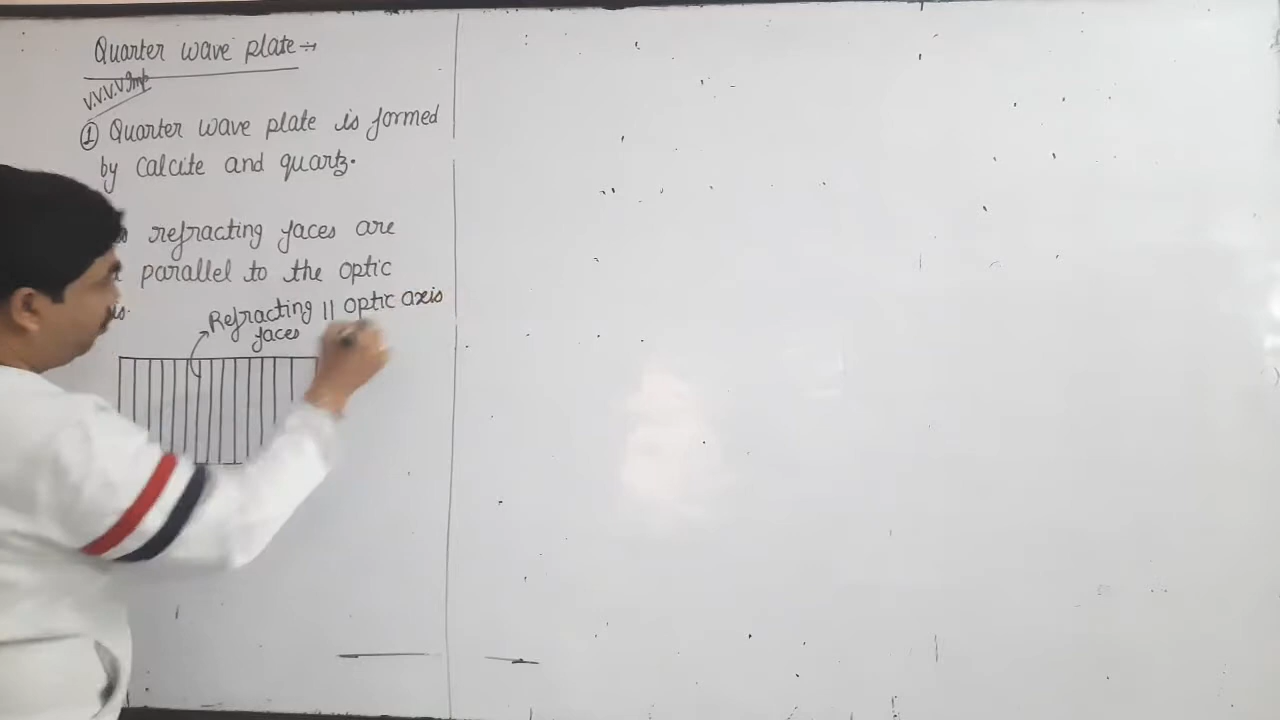 Quarter wave plate →
V.V.V.V Imp
① Quarter wave plate is formed
by calcite and quartz.
refracting faces are
parallel to the optic
Refracting || optic axis
faces